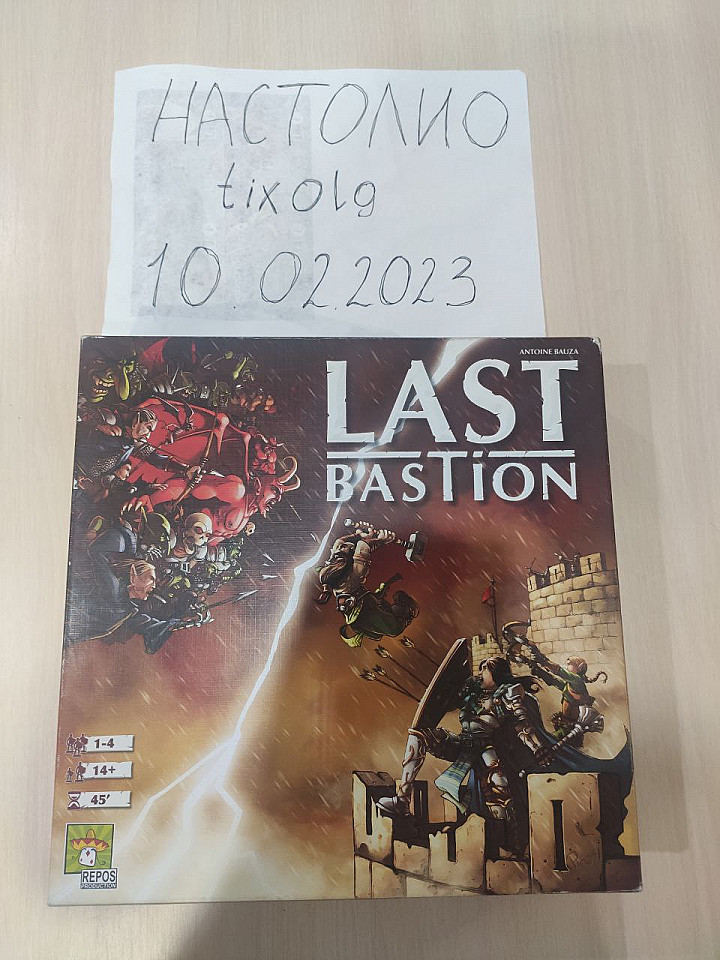 НАСТОЛИО
tixolg
10.02.2023
ANTOINE BAUZA
LAST
BASTiON
1-4
14+
45'
REPOS
PRODUCTION